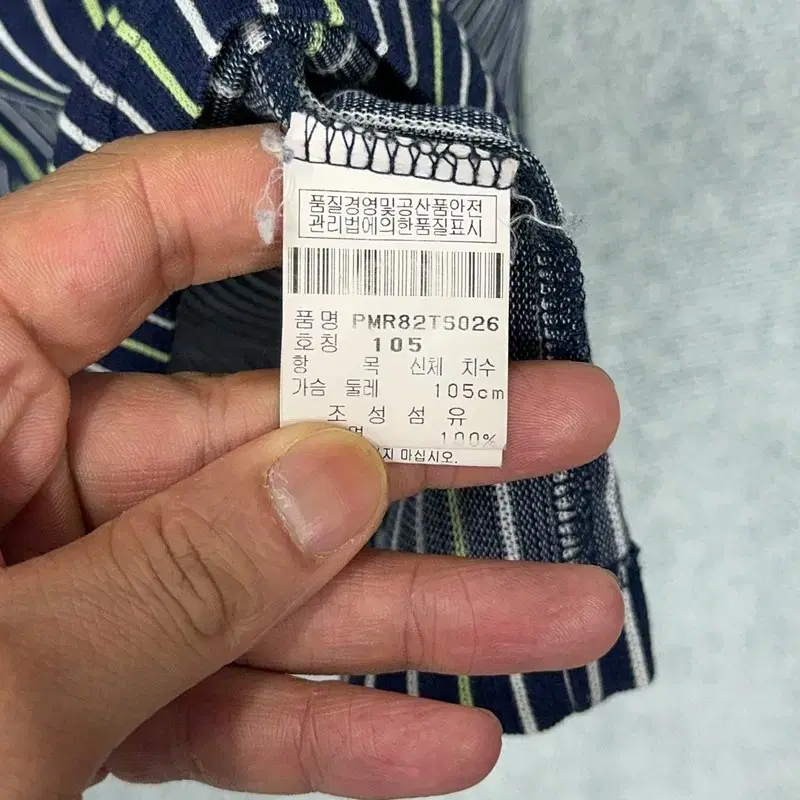 품질경영및공산품안전
관리법에의한품질표시
품명 PMR82TS026
호칭 105
항 목 신체 치수
가슴 둘레 105cm
조성섬유
100%
마십시오.